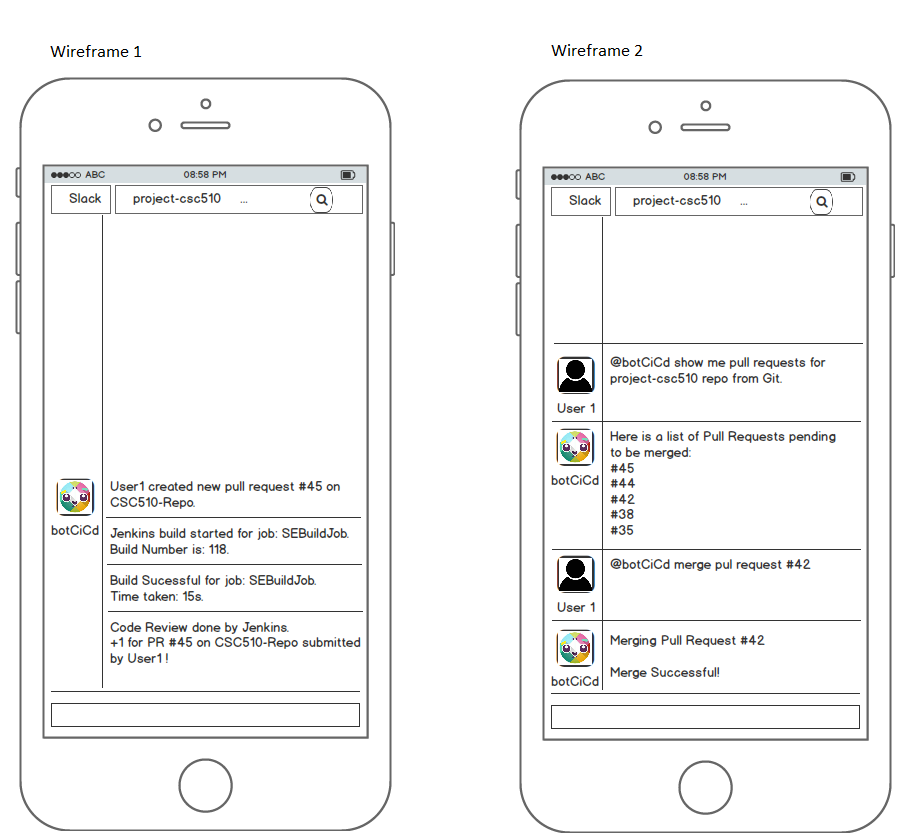 Wireframe 1
ABC 08:58 PM
Slack project-csc510 ...
User1 created new pull request #45 on
CSC510-Repo.
botCiCd
Jenkins build started for job: SEBuildJob.
Build Number is: 118.
Build Sucessful for job: SEBuildJob.
Time taken: 15s.
Code Review done by Jenkins.
+1 for PR #45 on CSC510-Repo submitted
by User1 !
Wireframe 2
ABC 08:58 PM
Slack project-csc510 ...
@botCiCd show me pull requests for
project-csc510 repo from Git.
User 1
Here is a list of Pull Requests pending
to be merged:
#45
#44
#42
#38
#35
botCiCd
@botCiCd merge pul request #42
User 1
Merging Pull Request #42
Merge Successful!
botCiCd